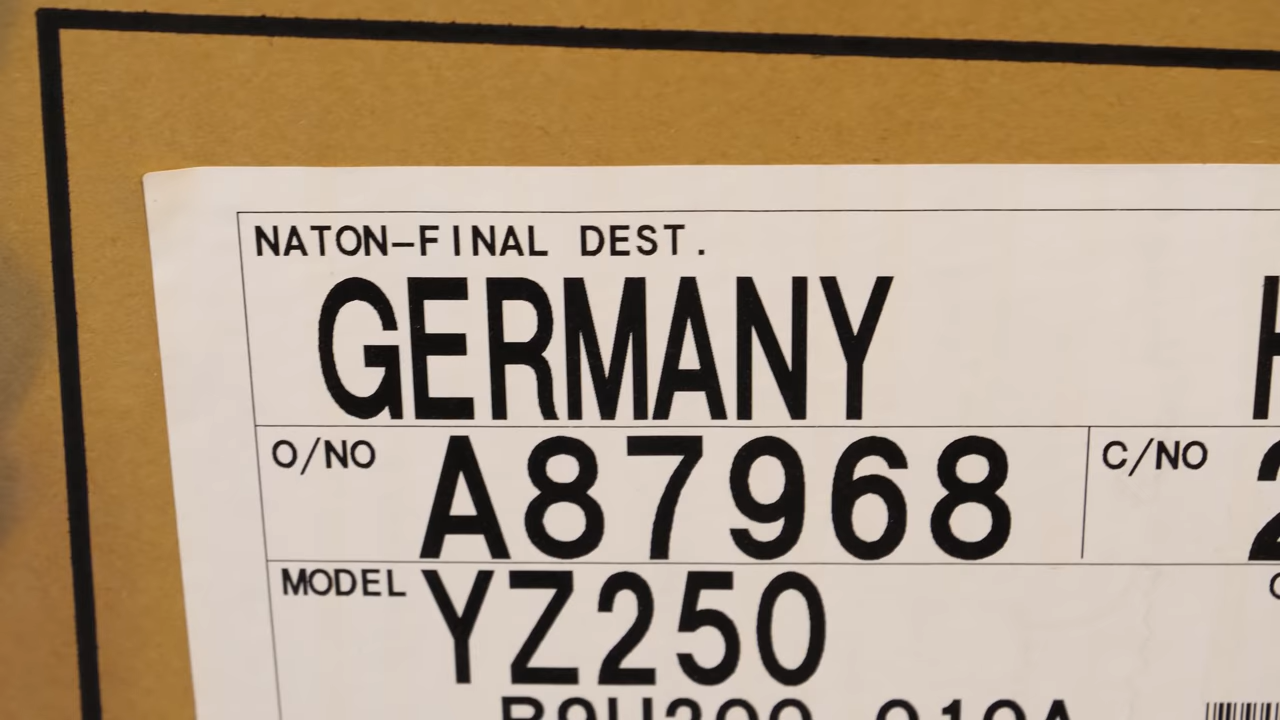 NATON-FINAL DEST.
GERMANY
O/NO A87968 C/NO
MODEL YZ250